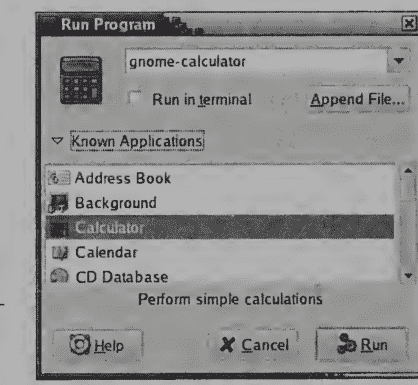 Run Program
gnome-calculator
Run in terminal
Append File...
Known Applications
Address Book
Background
Calculator
Calendar
CD Database
Perform simple calculations
Help Cancel Run